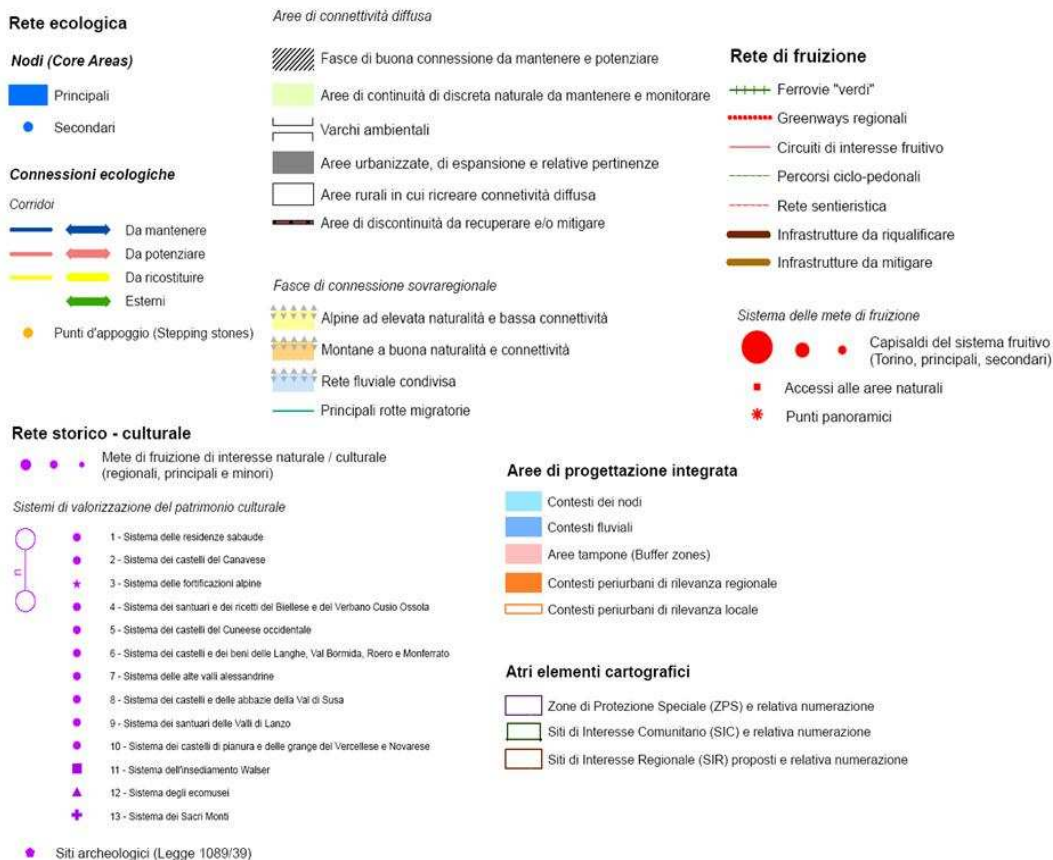 Rete ecologica
Nodi (Core Areas)
Principali
Secondari
Connessioni ecologiche
Corridoi
Da mantenere
Da potenziare
Da ricostituire
Esterni
Punti d'appoggio (Stepping stones)
Aree di connettività diffusa
Fasce di buona connessione da mantenere e potenziare
Aree di continuità di discreta naturale da mantenere e monitorare
Varchi ambientali
Aree urbanizzate, di espansione e relative pertinenze
Aree rurali in cui ricreare connetività diffusa
Aree di discontinuità da recuperare e/o mitigare
Fasce di connessione sovraregionale
Alpine ad elevata naturalità e bassa connettività
Montane a buona naturalità e connettività
Rete fluviale condivisa
Principali rotte migratorie
Rete di fruizione
Ferrovie "verdi"
Greenways regionali
Circuiti di interesse fruitivo
Percorsi ciclo-pedonali
Rete sentieristica
Infrastrutture da riqualificare
Infrastrutture da mitigare
Sistema delle mete di fruizione
Capisaldi del sistema fruitivo
(Torino, principali, secondari)
Accessi alle aree naturali
Punti panoramici
Rete storico - culturale
Mete di fruizione di interesse naturale / culturale
(regionali, principali e minori)
Sistemi di valorizzazione del patrimonio culturale
n
1 - Sistema delle residenze sabaude
2 - Sistema dei castelli del Canavese
3 - Sistema delle fortificazioni alpine
4 - Sistema dei santuari e dei ricetti del Biellese e del Verbano Cusio Ossola
5 - Sistema dei castelli del Cuneese occidentale
6 - Sistema dei castelli e dei beni delle Langhe, Val Bormida, Roero e Monferrato
7 - Sistema delle alte valli alessandrine
8 - Sistema dei castelli e delle abbazie della Val di Susa
9 - Sistema dei santuari delle Valli di Lanzo
10 - Sistema dei castelli di pianura e delle grange del Vercellese e Novarese
11 - Sistema dell'insediamento Walser
12 - Sistema degli ecomusei
13 - Sistema dei Sacri Monti
Siti archeologici (Legge 1089/39)
Aree di progettazione integrata
Contesti dei nodi
Contesti fluviali
Aree tampone (Buffer zones)
Contesti periurbani di rilevanza regionale
Contesti periurbani di rilevanza locale
Atri elementi cartografici
Zone di Protezione Speciale (ZPS) e relativa numerazione
Siti di Interesse Comunitario (SIC) e relativa numerazione
Siti di Interesse Regionale (SIR) proposti e relativa numerazione